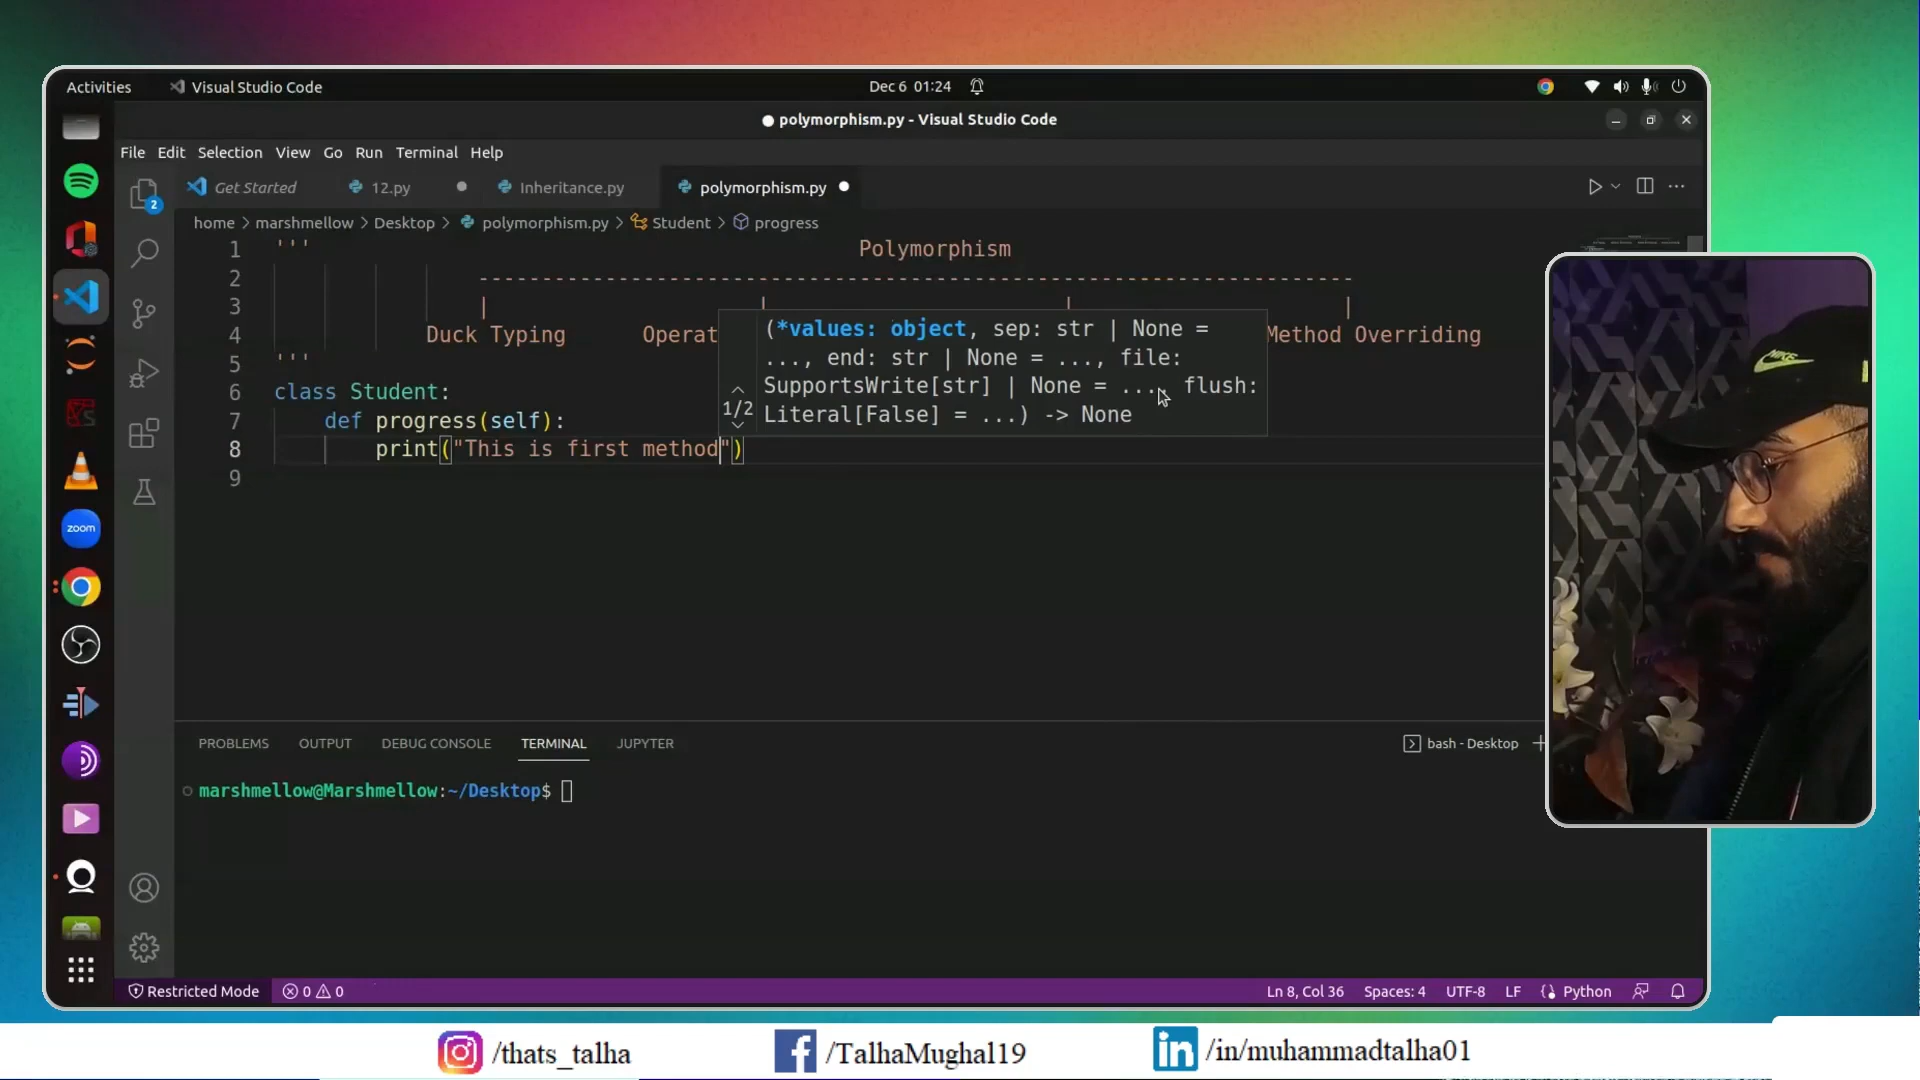 Activities
Visual Studio Code
Dec 6 01:24
polymorphism.py - Visual Studio Code
File Edit Selection View Go Run Terminal Help
Get Started
12.py
Inheritance.py
polymorphism.py
home > marshmellow > Desktop > polymorphism.py > Student > progress
1 ''' Polymorphism
2 ---------------------------------------------------------------------
3 | | | |
4 Duck Typing Operat Method Overriding
5 '''
6 class Student:
7 def progress(self):
8 print("This is first method")
9
(*values: object, sep: str | None =
..., end: str | None = ..., file:
SupportsWrite[str] | None = ..., flush:
Literal[False] = ...) -> None
1/2
2
zoom
PROBLEMS OUTPUT DEBUG CONSOLE TERMINAL JUPYTER
bash - Desktop
marshmellow@Marshmellow:~/Desktop$
Restricted Mode
0 0
Ln 8, Col 36 Spaces: 4 UTF-8 LF Python
/thats_talha
/TalhaMughal19
/in/muhammadtalha01